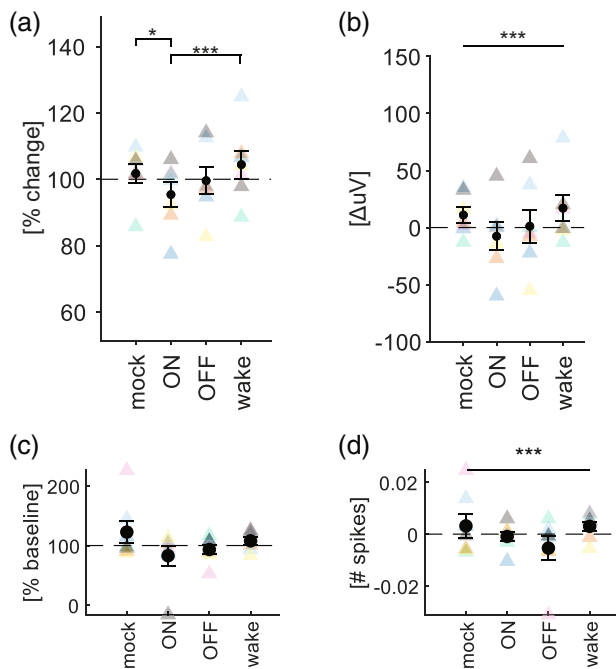 (a)
[% change]
140
120
100
80
60
*
***
mock
ON
OFF
wake
(b)
[ΔuV]
150
100
50
0
-50
-100
***
mock
ON
OFF
wake
(c)
[% baseline]
200
100
0
mock
ON
OFF
wake
(d)
[# spikes]
0.02
0
-0.02
***
mock
ON
OFF
wake